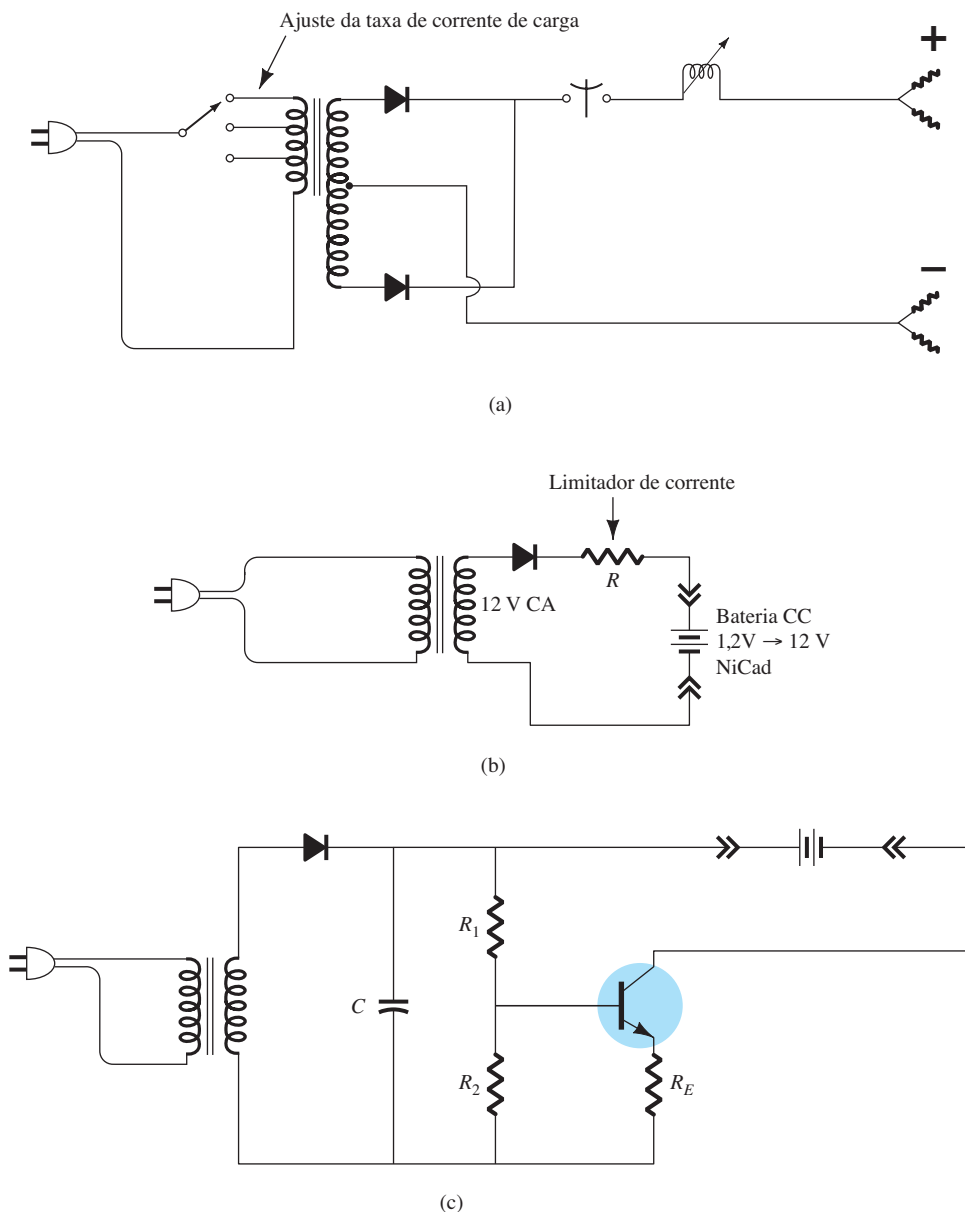 Ajuste da taxa de corrente de carga
+
−
(a)
Limitador de corrente
R
12 V CA
Bateria CC
1,2V → 12 V
NiCad
(b)
R1
C
R2
RE
(c)